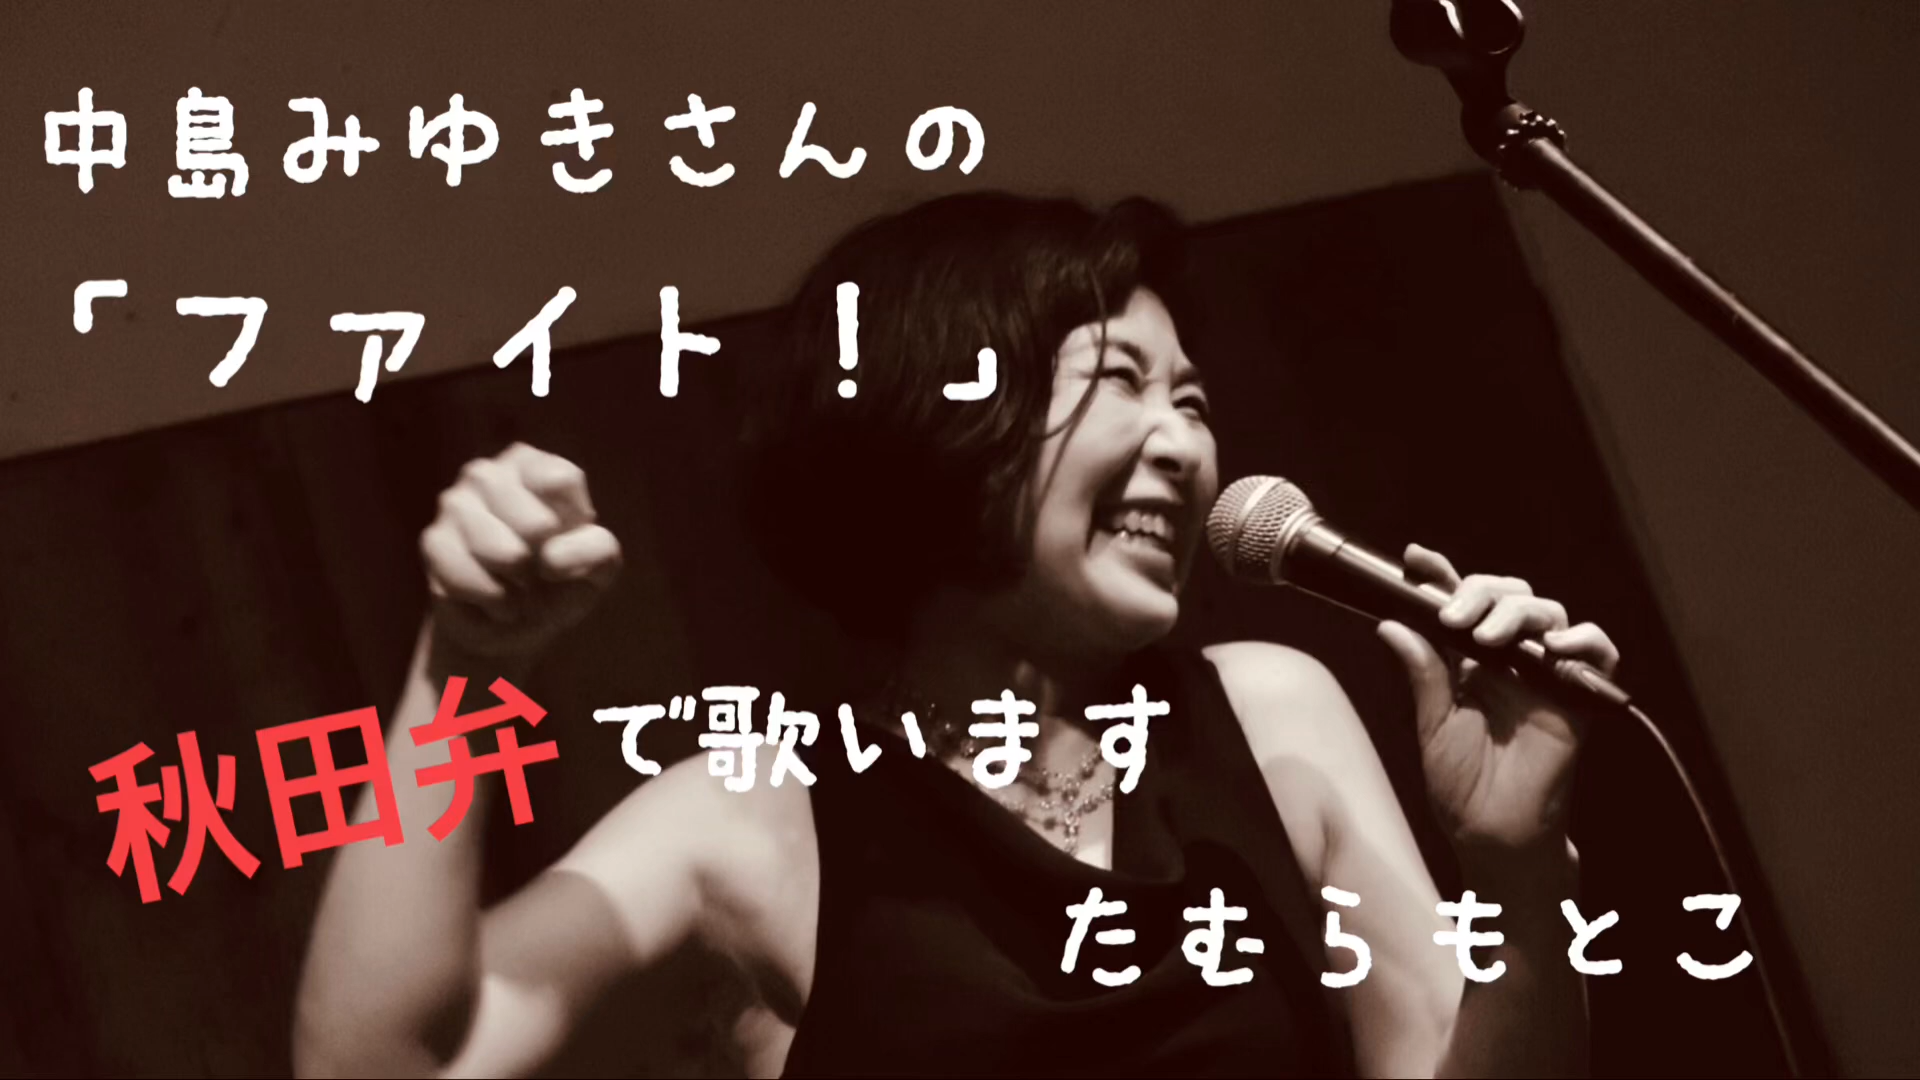 中島みゆきさんの
「ファイト！」
秋田弁で歌います
たむらもとこ